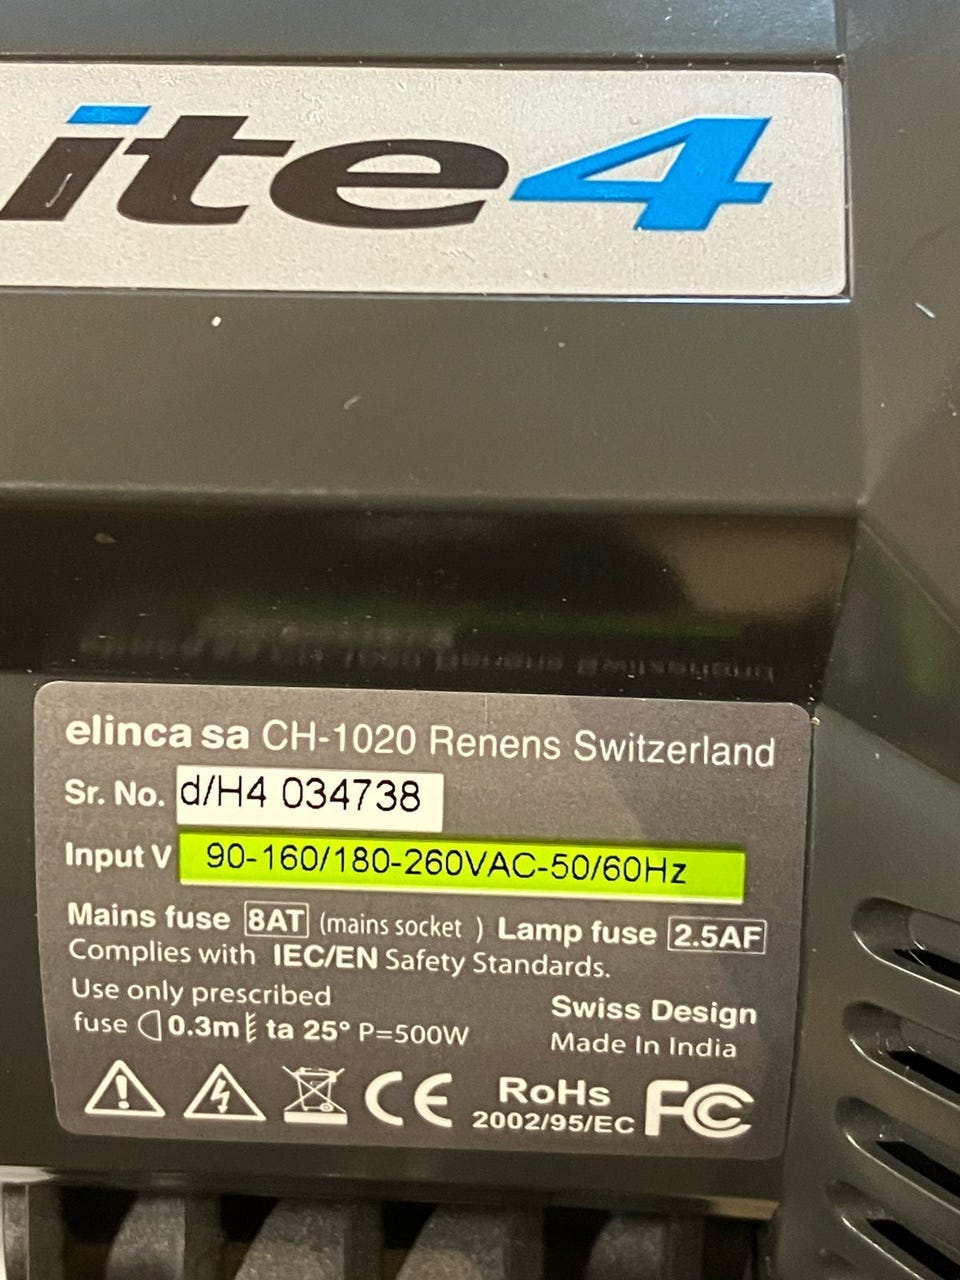 ite4
elinca sa CH-1020 Renens Switzerland
Sr. No. d/H4 034738
Input V 90-160/180-260VAC-50/60Hz
Mains fuse 8AT (mains socket ) Lamp fuse 2.5AF
Complies with IEC/EN Safety Standards.
Use only prescribed
fuse 0.3m ta 25° P=500W
Swiss Design
Made In India
CE RoHs
2002/95/EC
FC